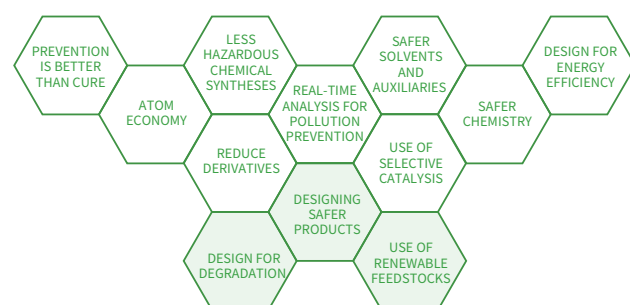 PREVENTION
IS BETTER
THAN CURE
LESS
HAZARDOUS
CHEMICAL
SYNTHESES
SAFER
SOLVENTS
AND
AUXILIARIES
DESIGN FOR
ENERGY
EFFICIENCY
ATOM
ECONOMY
REAL-TIME
ANALYSIS FOR
POLLUTION
PREVENTION
SAFER
CHEMISTRY
REDUCE
DERIVATIVES
USE OF
SELECTIVE
CATALYSIS
DESIGNING
SAFER
PRODUCTS
DESIGN FOR
DEGRADATION
USE OF
RENEWABLE
FEEDSTOCKS